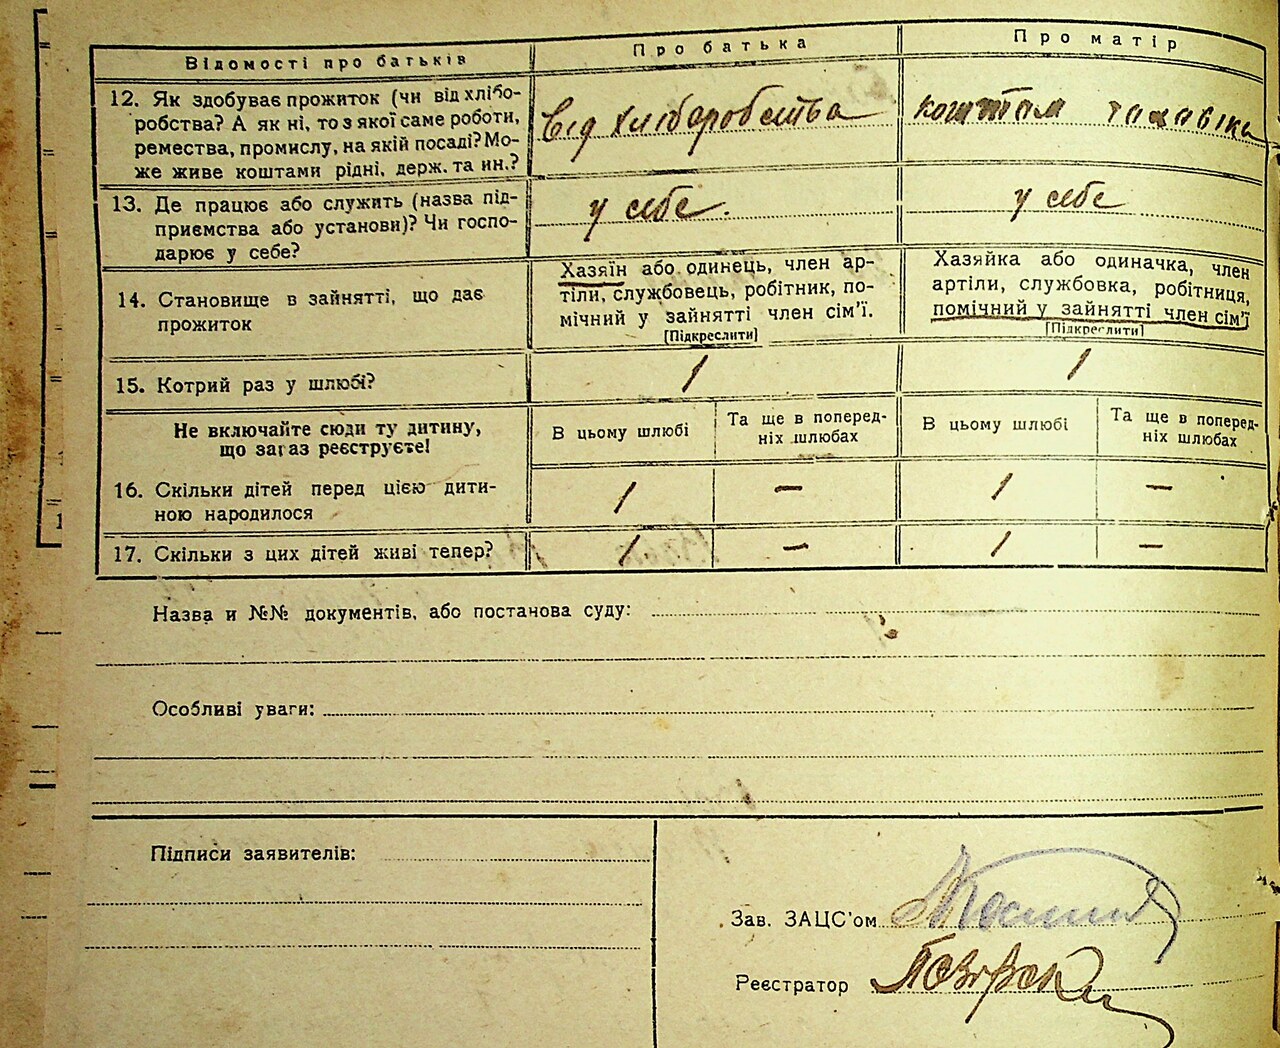 Відомості про батьків
Про батька
Про матір
12. Як здобуває прожиток (чи від хлібо-
робства? А як ні, то з якої саме роботи,
ремества, промислу, на якій посаді? Мо-
же живе коштами рідні, держ. та ин.?
від хліборобства
коштом
13. Де працює або служить (назва під-
приємства або установи)? Чи госпо-
дарює у себе?
у себе.
у себе
14. Становище в зайнятті, що дає
прожиток
Хазяїн або одинець, член ар-
тіли, службовець, робітник, по-
мічний у зайнятті член сім'ї.
[Підкреслити]
Хазяйка або одиначка, член
артіли, службовка, робітниця,
помічний у зайнятті член сім'ї
[Підкреслити]
15. Котрий раз у шлюбі?
1
1
Не включайте сюди ту дитину,
що загаз реєструєте!
В цьому шлюбі
Та ще в поперед-
ніх шлюбах
В цьому шлюбі
Та ще в поперед-
ніх шлюбах
16. Скільки дітей перед цією дити-
ною народилося
1
—
1
—
17. Скільки з цих дітей живі тепер?
1
—
1
—
Назва и №№ документів, або постанова суду:
Особливі уваги:
Підписи заявителів:
Зав. ЗАЦС'ом
Реєстратор